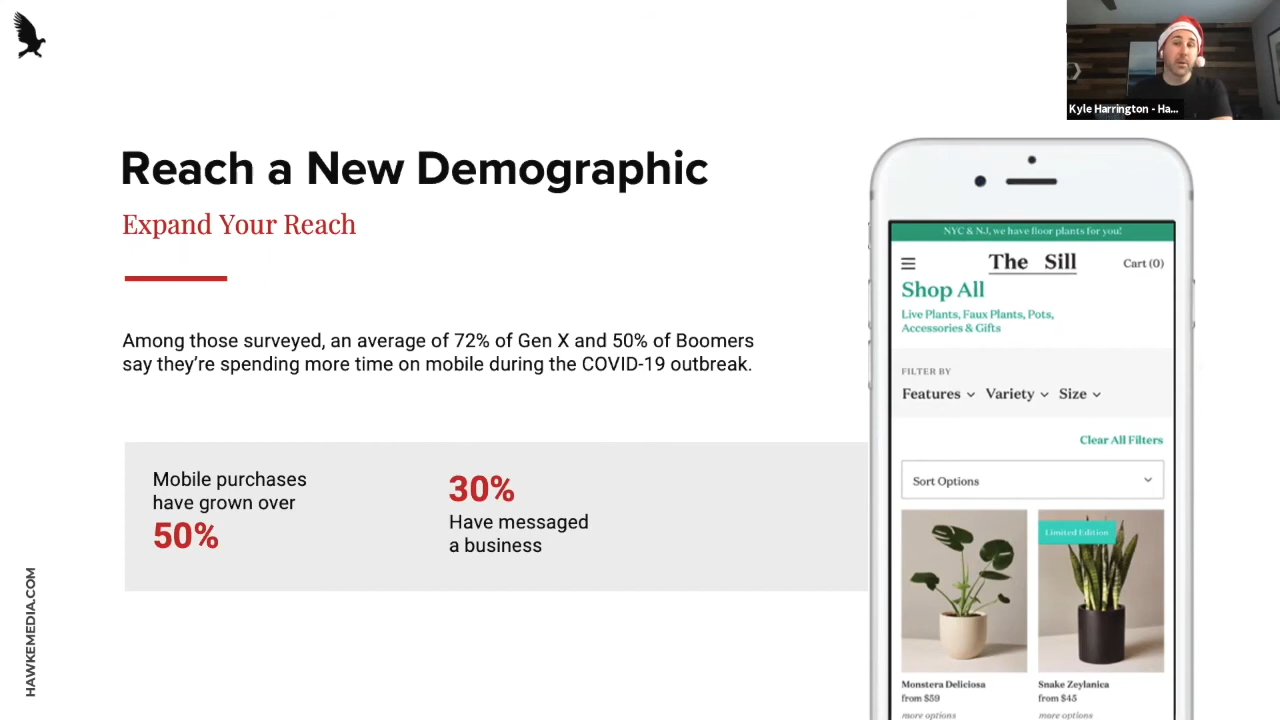 Kyle Harrington - Ha...
Reach a New Demographic
Expand Your Reach
Among those surveyed, an average of 72% of Gen X and 50% of Boomers
say they’re spending more time on mobile during the COVID-19 outbreak.
Mobile purchases
have grown over
50%
30%
Have messaged
a business
HAWKEMEDIA.COM
NYC & NJ, we have floor plants for you!
The Sill
Cart (0)
Shop All
Live Plants, Faux Plants, Pots,
Accessories & Gifts
FILTER BY
Features Variety Size
Clear All Filters
Sort Options
Limited Edition
Monstera Deliciosa
from $59
more options
Snake Zeylanica
from $45
more options